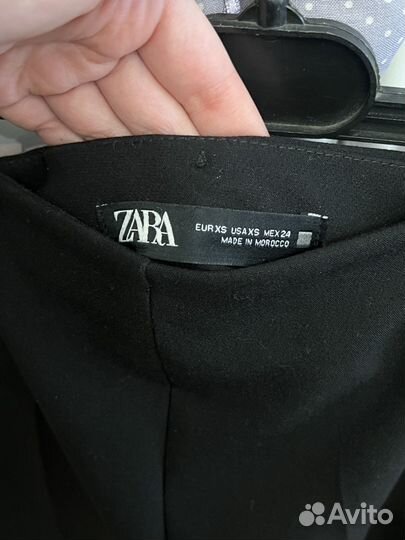 ZARA
EUR XS USA XS MEX 24
MADE IN MOROCCO
Avito